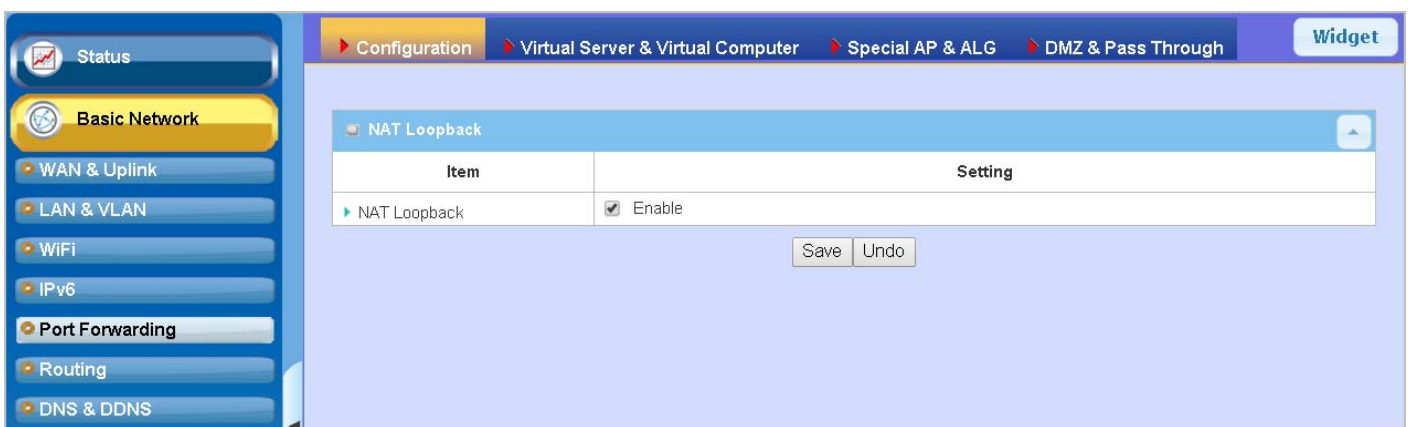 Status
Basic Network
WAN & Uplink
LAN & VLAN
WiFi
IPv6
Port Forwarding
Routing
DNS & DDNS
Configuration Virtual Server & Virtual Computer Special AP & ALG DMZ & Pass Through Widget
NAT Loopback
Item Setting
NAT Loopback Enable
Save Undo